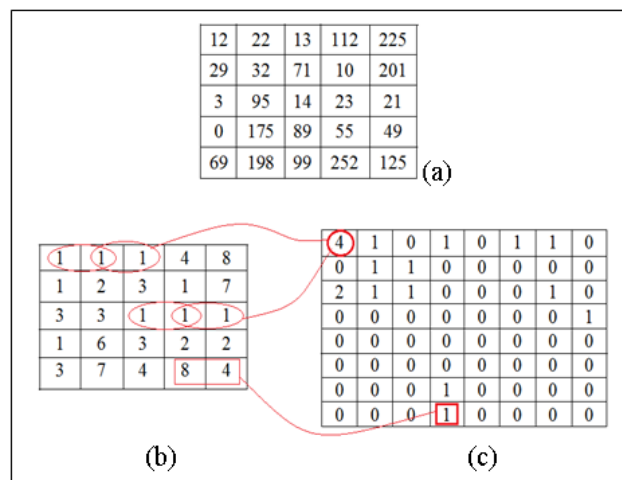 12 22 13 112 225
29 32 71 10 201
3 95 14 23 21
0 175 89 55 49
69 198 99 252 125
(a)
1 1 1 4 8
1 2 3 1 7
3 3 1 1 1
1 6 3 2 2
3 7 4 8 4
(b)
4 1 0 1 0 1 1 0
0 1 1 0 0 0 0 0
2 1 1 0 0 0 1 0
0 0 0 0 0 0 0 1
0 0 0 0 0 0 0 0
0 0 0 0 0 0 0 0
0 0 0 1 0 0 0 0
0 0 0 1 0 0 0 0
(c)